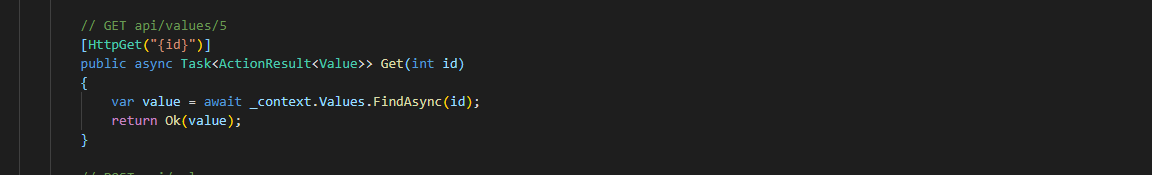 // GET api/values/5
[HttpGet("{id}")]
public async Task<ActionResult<Value>> Get(int id)
{
var value = await _context.Values.FindAsync(id);
return Ok(value);
}